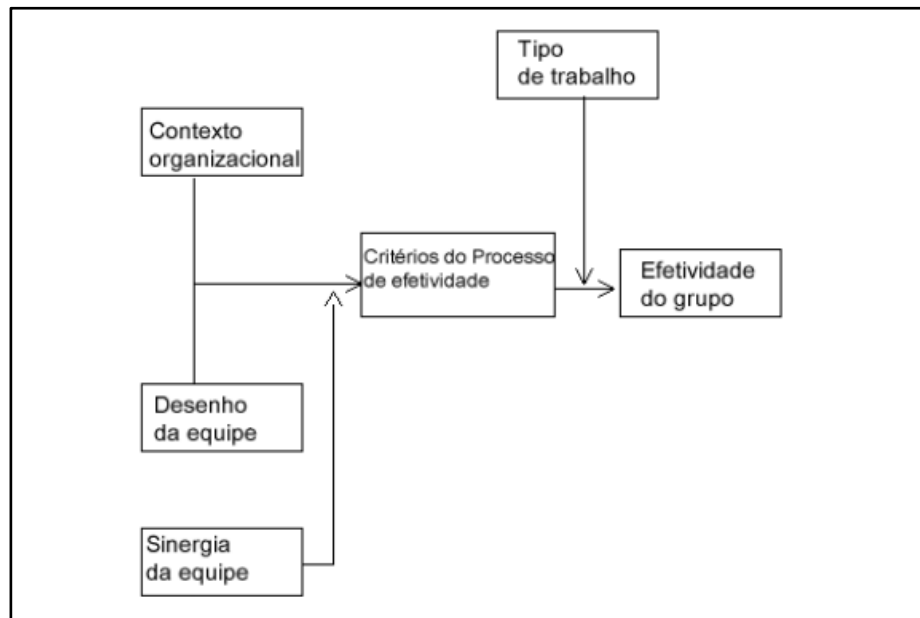 Tipo
de trabalho
Contexto
organizacional
Critérios do Processo
de efetividade
Efetividade
do grupo
Desenho
da equipe
Sinergia
da equipe